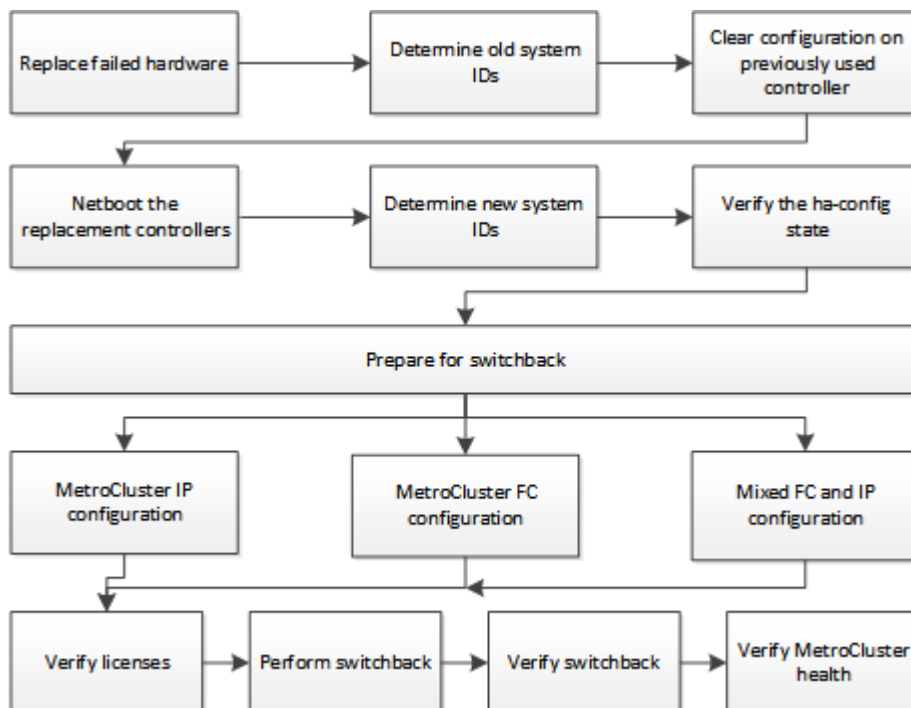 Replace failed hardware
Determine old system
IDs
Clear configuration on
previously used
controller
Netboot the
replacement controllers
Determine new system
IDs
Verify the ha-config
state
Prepare for switchback
MetroCluster IP
configuration
MetroCluster FC
configuration
Mixed FC and IP
configuration
Verify licenses
Perform switchback
Verify switchback
Verify MetroCluster
health